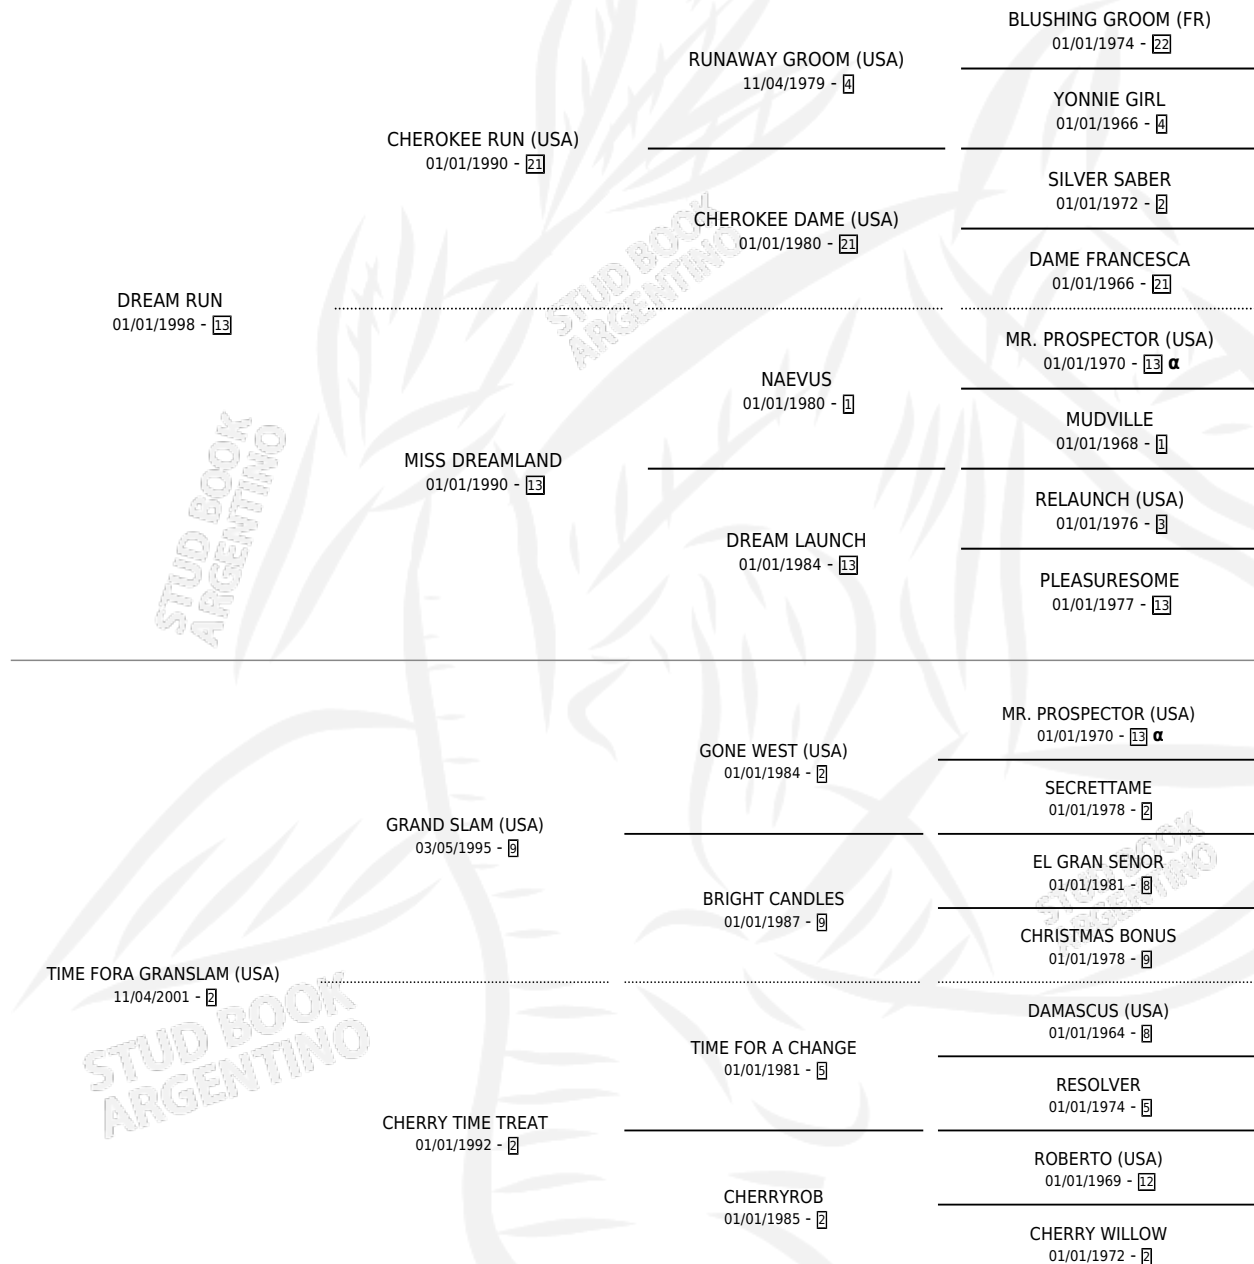 BLUSHING GROOM (FR)
01/01/1974 - 22
RUNAWAY GROOM (USA)
11/04/1979 - 4
YONNIE GIRL
01/01/1966 - 4
CHEROKEE RUN (USA)
01/01/1990 - 21
SILVER SABER
01/01/1972 - 2
CHEROKEE DAME (USA)
01/01/1980 - 21
DAME FRANCESCA
01/01/1966 - 21
DREAM RUN
01/01/1998 - 13
MR. PROSPECTOR (USA)
01/01/1970 - 13 α
NAEVUS
01/01/1980 - 1
MUDVILLE
01/01/1968 - 1
MISS DREAMLAND
01/01/1990 - 13
RELAUNCH (USA)
01/01/1976 - 3
DREAM LAUNCH
01/01/1984 - 13
PLEASURESOME
01/01/1977 - 13
MR. PROSPECTOR (USA)
01/01/1970 - 13 α
GONE WEST (USA)
01/01/1984 - 2
SECRETTAME
01/01/1978 - 2
GRAND SLAM (USA)
03/05/1995 - 9
EL GRAN SENOR
01/01/1981 - 8
BRIGHT CANDLES
01/01/1987 - 9
CHRISTMAS BONUS
01/01/1978 - 9
TIME FORA GRANSLAM (USA)
11/04/2001 - 2
DAMASCUS (USA)
01/01/1964 - 8
TIME FOR A CHANGE
01/01/1981 - 5
RESOLVER
01/01/1974 - 5
CHERRY TIME TREAT
01/01/1992 - 2
ROBERTO (USA)
01/01/1969 - 12
CHERRYROB
01/01/1985 - 2
CHERRY WILLOW
01/01/1972 - 2
STUD BOOK
ARGENTINO
STUD BOOK
ARGENTINO
STUD BOOK
ARGENTINO
STUD BOOK
ARGENTINO